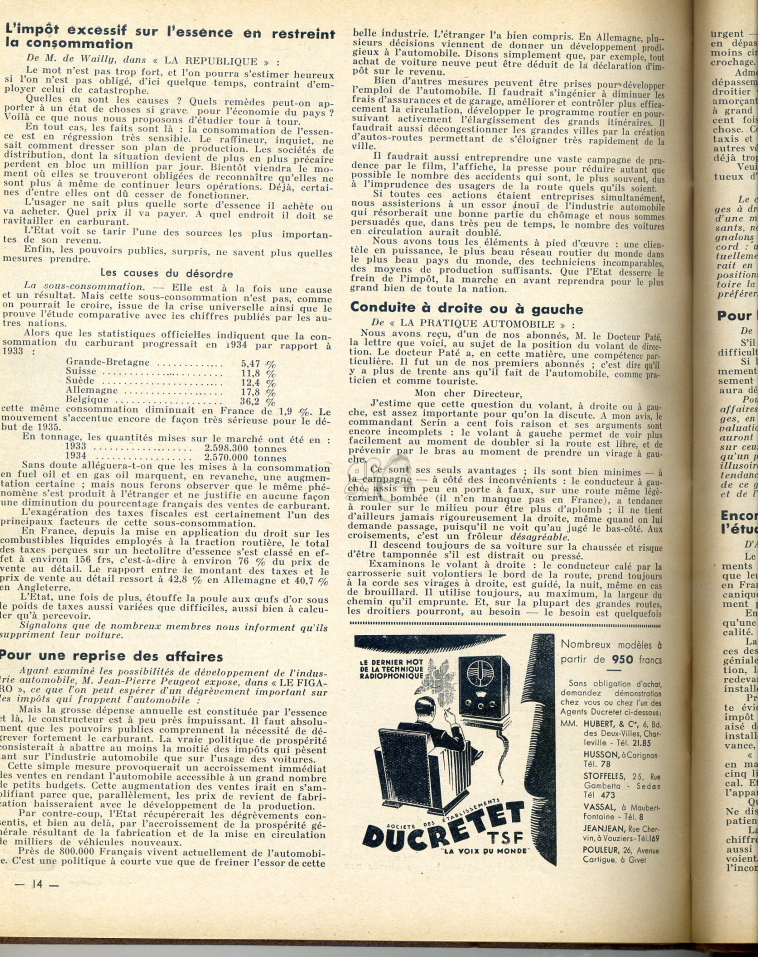 L'impôt excessif sur l'essence en restreint
la consommation
De M. de Wailly, dans « LA REPUBLIQUE » :
Le mot n'est pas trop fort, et l'on pourra s'estimer heureux
si l'on n'est pas obligé, d'ici quelque temps, contraint d'em-
ployer celui de catastrophe.
Quelles en sont les causes ? Quels remèdes peut-on ap-
porter à un état de choses si grave pour l'économie du pays ?
Voilà ce que nous nous proposons d'étudier tour à tour.
En tout cas, les faits sont là : la consommation de l'essen-
ce est en régression très sensible. Le raffineur, inquiet, ne
sait comment dresser son plan de production. Les sociétés de
distribution, dont la situation devient de plus en plus précaire
perdent en bloc un million par jour. Bientôt viendra le mo-
ment où elles se trouveront obligées de reconnaître qu'elles ne
sont plus à même de continuer leurs opérations. Déjà, certai-
nes d'entre elles ont dû cesser de fonctionner.
L'usager ne sait plus quelle sorte d'essence il achète ou
va acheter. Quel prix il va payer. A quel endroit il doit se
ravitailler en carburant.
L'Etat voit se tarir l'une des sources les plus importan-
tes de son revenu.
Enfin, les pouvoirs publics, surpris, ne savent plus quelles
mesures prendre.
Les causes du désordre
La sous-consommation. — Elle est à la fois une cause
et un résultat. Mais cette sous-consommation n'est pas, comme
on pourrait le croire, issue de la crise universelle ainsi que le
prouve l'étude comparative avec les chiffres publiés par les au-
tres nations.
Alors que les statistiques officielles indiquent que la con-
sommation du carburant progressait en 1934 par rapport à
1933 :
Grande-Bretagne ............ 5,47 %
Suisse ..................... 11,8 %
Suède ...................... 12,4 %
Allemagne .................. 17,8 %
Belgique ................... 36,2 %
cette même consommation diminuait en France de 1,9 %. Le
mouvement s'accentue encore de façon très sérieuse pour le dé-
but de 1935.
En tonnage, les quantités mises sur le marché ont été en :
1933 .................. 2.598.300 tonnes
1934 .................. 2.570.000 tonnes
Sans doute alléguera-t-on que les mises à la consommation
en fuel oil et en gas oil marquent, en revanche, une augmen-
tation certaine ; mais nous ferons observer que le même phé-
nomène s'est produit à l'étranger et ne justifie en aucune façon
une diminution du pourcentage français des ventes de carburant.
L'exagération des taxes fiscales est certainement l'un des
principaux facteurs de cette sous-consommation.
En France, depuis la mise en application du droit sur les
combustibles liquides employés à la traction routière, le total
des taxes perçues sur un hectolitre d'essence s'est classé en ef-
fet à environ 156 frs, c'est-à-dire à environ 76 % du prix de
vente au détail. Le rapport entre le montant des taxes et le
prix de vente au détail ressort à 42,8 % en Allemagne et 40,7 %
en Angleterre.
L'Etat, une fois de plus, étouffe la poule aux œufs d'or sous
le poids de taxes aussi variées que difficiles, aussi bien à calcu-
ler qu'à percevoir.
Signalons que de nombreux membres nous informent qu'ils
suppriment leur voiture.
Pour une reprise des affaires
Ayant examiné les possibilités de développement de l'indus-
trie automobile, M. Jean-Pierre Peugeot expose, dans « LE FIGA-
RO », ce que l'on peut espérer d'un dégrèvement important sur
les impôts qui frappent l'automobile :
Mais la grosse dépense annuelle est constituée par l'essence
et là, le constructeur est à peu près impuissant. Il faut absolu-
ment que les pouvoirs publics comprennent la nécessité de dé-
grever fortement le carburant. La vraie politique de prospérité
consisterait à abattre au moins la moitié des impôts qui pèsent
tant sur l'industrie automobile que sur l'usage des voitures.
Cette simple mesure provoquerait un accroissement immédiat
des ventes en rendant l'automobile accessible à un grand nombre
de petits budgets. Cette augmentation des ventes irait en s'am-
plifiant parce que, parallèlement, les prix de revient de fabri-
cation baisseraient avec le développement de la production.
Par contre-coup, l'Etat récupérerait les dégrèvements con-
sentis, et bien au delà, par l'accroissement de la prospérité gé-
nérale résultant de la fabrication et de la mise en circulation
de milliers de véhicules nouveaux.
Près de 800.000 Français vivent actuellement de l'automobi-
le. C'est une politique à courte vue que de freiner l'essor de cette
— 14 —
belle industrie. L'étranger l'a bien compris. En Allemagne, plu-
sieurs décisions viennent de donner un développement prodi-
gieux à l'automobile. Disons simplement que, par exemple, tout
achat de voiture neuve peut être déduit de la déclaration d'im-
pôt sur le revenu.
Bien d'autres mesures peuvent être prises pour développer
l'emploi de l'automobile. Il faudrait s'ingénier à diminuer les
frais d'assurances et de garage, améliorer et contrôler plus effica-
cement la circulation, développer le programme routier en pour-
suivant activement l'élargissement des grands itinéraires. Il
faudrait aussi décongestionner les grandes villes par la création
d'autos-routes permettant de s'éloigner très rapidement de la
ville.
Il faudrait aussi entreprendre une vaste campagne de pru-
dence par le film, l'affiche, la presse pour réduire autant que
possible le nombre des accidents qui sont, le plus souvent, dus
à l'imprudence des usagers de la route quels qu'ils soient.
Si toutes ces actions étaient entreprises simultanément,
nous assisterions à un essor inouï de l'industrie automobile
qui résorberait une bonne partie du chômage et nous sommes
persuadés que, dans très peu de temps, le nombre des voitures
en circulation aurait doublé.
Nous avons tous les éléments à pied d'œuvre : une clien-
tèle en puissance, le plus beau réseau routier du monde dans
le plus beau pays du monde, des techniciens incomparables,
des moyens de production suffisants. Que l'Etat desserre le
frein de l'impôt, la marche en avant reprendra pour le plus
grand bien de toute la nation.
Conduite à droite ou à gauche
De « LA PRATIQUE AUTOMOBILE » :
Nous avons reçu, d'un de nos abonnés, M. le Docteur Paté,
la lettre que voici, au sujet de la position du volant de direc-
tion. Le docteur Paté a, en cette matière, une compétence par-
ticulière. Il fut un de nos premiers abonnés ; c'est dire qu'il
y a plus de trente ans qu'il fait de l'automobile, comme pra-
ticien et comme touriste.
Mon cher Directeur,
J'estime que cette question du volant, à droite ou à gau-
che, est assez importante pour qu'on la discute. A mon avis, le
commandant Serin a cent fois raison et ses arguments sont
encore incomplets : le volant à gauche permet de voir plus
facilement au moment de doubler si la route est libre, et de
prévenir par le bras au moment de prendre un virage à gau-
che.
Ce sont ses seuls avantages ; ils sont bien minimes — à
la campagne — à côté des inconvénients : le conducteur à gau-
che, assis un peu en porte à faux, sur une route même légè-
rement bombée (il n'en manque pas en France), a tendance
à rouler sur le milieu pour être plus d'aplomb ; il ne tient
d'ailleurs jamais rigoureusement la droite, même quand on lui
demande passage, puisqu'il ne voit qu'au jugé le bas-côté. Aux
croisements, c'est un frôleur désagréable.
Il descend toujours de sa voiture sur la chaussée et risque
d'être tamponné s'il est distrait ou pressé.
Examinons le volant à droite : le conducteur calé par la
carrosserie suit volontiers le bord de la route, prend toujours
à la corde ses virages à droite, est guidé, la nuit, même en cas
de brouillard. Il utilise toujours, au maximum, la largeur du
chemin qu'il emprunte. Et, sur la plupart des grandes routes,
les droitiers pourront, au besoin — le besoin est quelquefois
LE DERNIER MOT
DE LA TECHNIQUE
RADIOPHONIQUE
SOCIÉTÉ DES ÉTABLISSEMENTS
DUCRETET
TSF
"LA VOIX DU MONDE"
Nombreux modèles à
partir de 950 francs
Sans obligation d'achat,
demandez démonstration
chez vous ou chez l'un des
Agents Ducretet ci-dessous:
MM. HUBERT, & Cie, 6, Bd.
des Deux-Villes, Char-
leville - Tél. 21.85
HUSSON, à Carignan-
Tél. 78
STOFFELS, 25, Rue
Gambetta - Sedan
Tél 473
VASSAL, à Maubert-
Fontaine - Tél. 8
JEANJEAN, Rue Cher-
vin, à Vouziers - Tél.169
POULEUR, 26, Avenue
Cartigue, à Givet